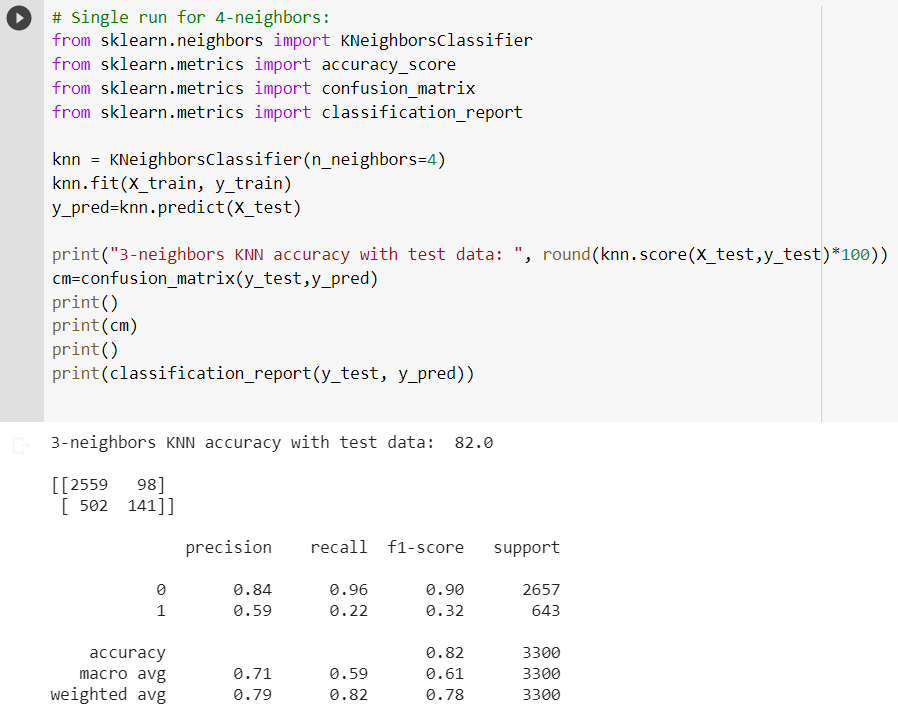 # Single run for 4-neighbors:
from sklearn.neighbors import KNeighborsClassifier
from sklearn.metrics import accuracy_score
from sklearn.metrics import confusion_matrix
from sklearn.metrics import classification_report
knn = KNeighborsClassifier(n_neighbors=4)
knn.fit(X_train, y_train)
y_pred=knn.predict(X_test)
print("3-neighbors KNN accuracy with test data: ", round(knn.score(X_test,y_test)*100))
cm=confusion_matrix(y_test,y_pred)
print()
print(cm)
print()
print(classification_report(y_test, y_pred))
3-neighbors KNN accuracy with test data:  82.0
[[2559   98]
 [ 502  141]]
              precision    recall  f1-score   support
           0       0.84      0.96      0.90      2657
           1       0.59      0.22      0.32       643
    accuracy                           0.82      3300
   macro avg       0.71      0.59      0.61      3300
weighted avg       0.79      0.82      0.78      3300